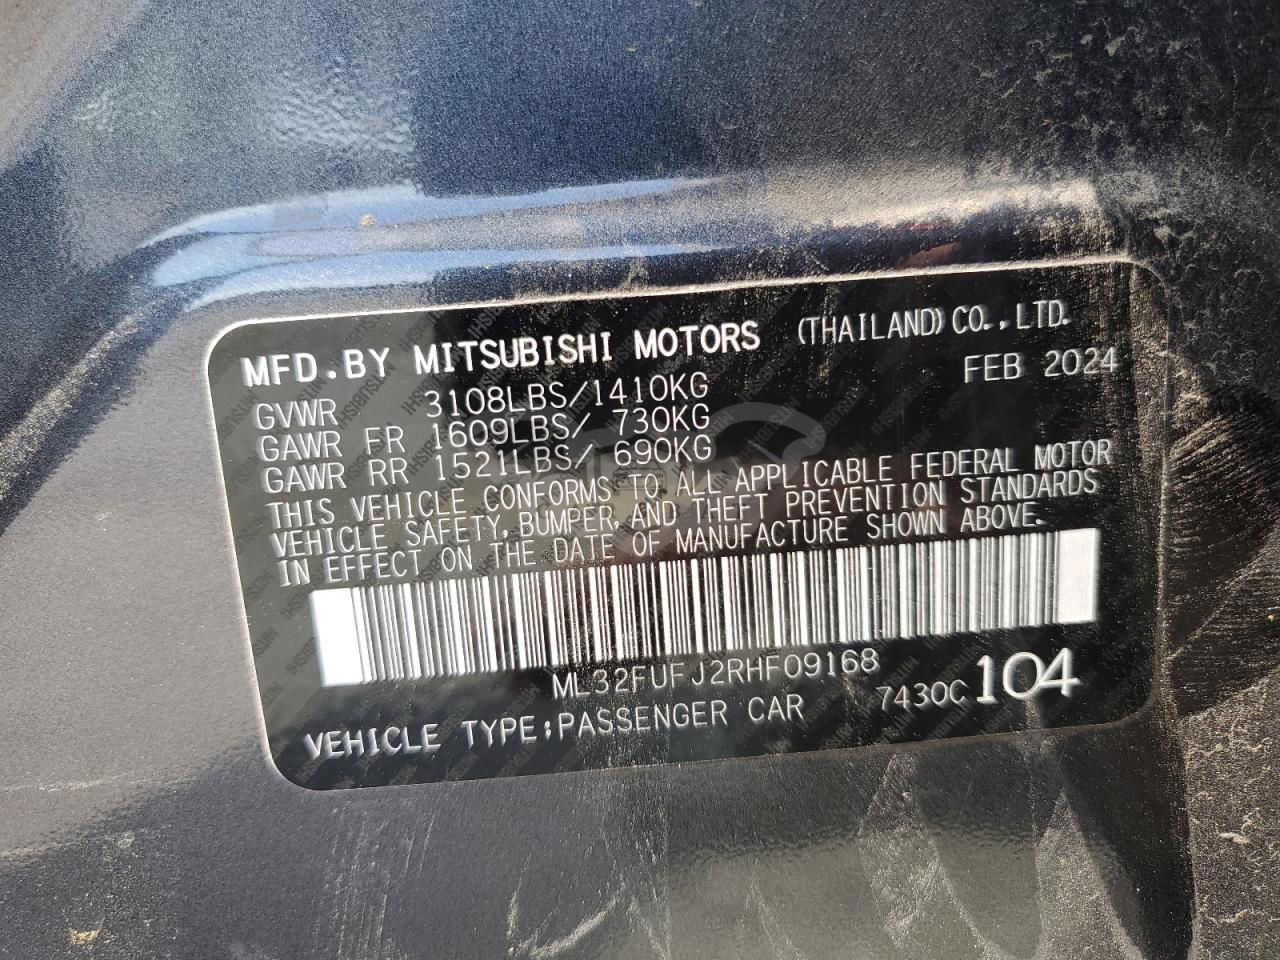 MFD.BY MITSUBISHI MOTORS (THAILAND) CO.,LTD.
FEB 2024
GVWR 3108LBS/1410KG
GAWR FR 1609LBS/ 730KG
GAWR RR 1521LBS/ 690KG
THIS VEHICLE CONFORMS TO ALL APPLICABLE FEDERAL MOTOR
VEHICLE SAFETY, BUMPER, AND THEFT PREVENTION STANDARDS
IN EFFECT ON THE DATE OF MANUFACTURE SHOWN ABOVE.
ML32FUFJ2RHF09168
7430C 104
VEHICLE TYPE:PASSENGER CAR